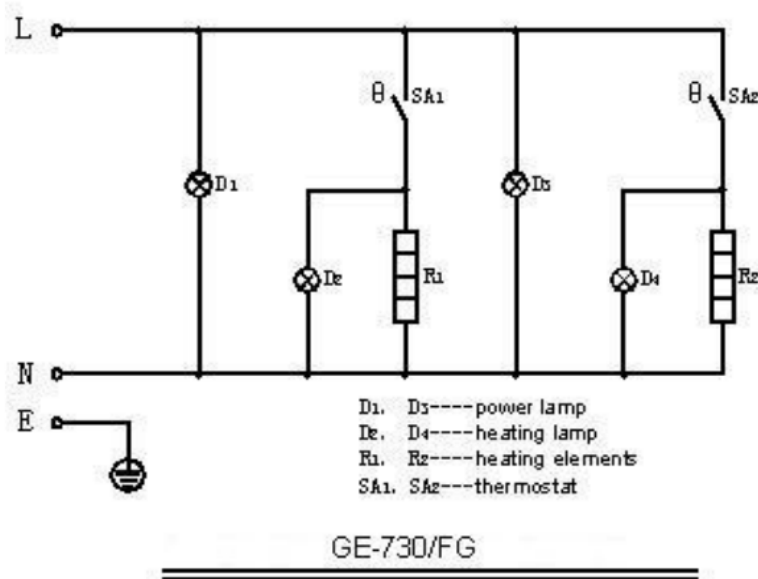 L
θ SA1 θ SA2
D1 D3
D2 R1 D4 R2
N
E
D1. D3----power lamp
D2. D4----heating lamp
R1. R2----heating elements
SA1. SA2---thermostat
GE-730/FG